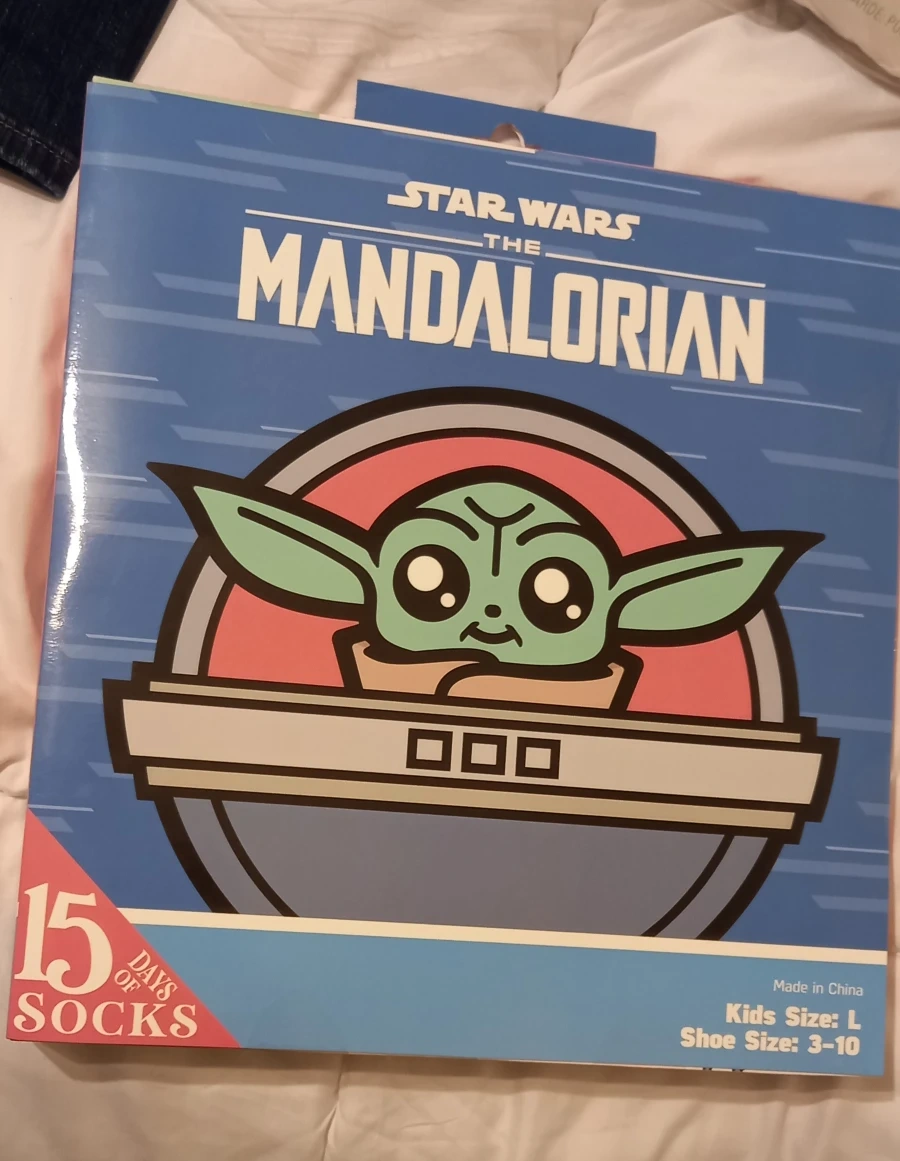 STAR WARS
THE
MANDALORIAN
15
DAYS
OF
SOCKS
Made in China
Kids Size: L
Shoe Size: 3-10